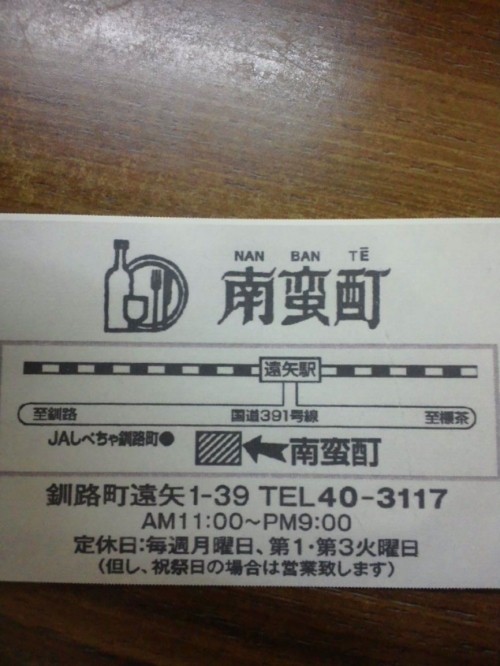 NAN BAN TĒ
南蛮酊
遠矢駅
至釧路 国道391号線 至標茶
JAしべちゃ釧路町●
←南蛮酊
釧路町遠矢1-39 TEL40-3117
AM11:00～PM9:00
定休日:毎週月曜日、第1・第3火曜日
(但し、祝祭日の場合は営業致します)